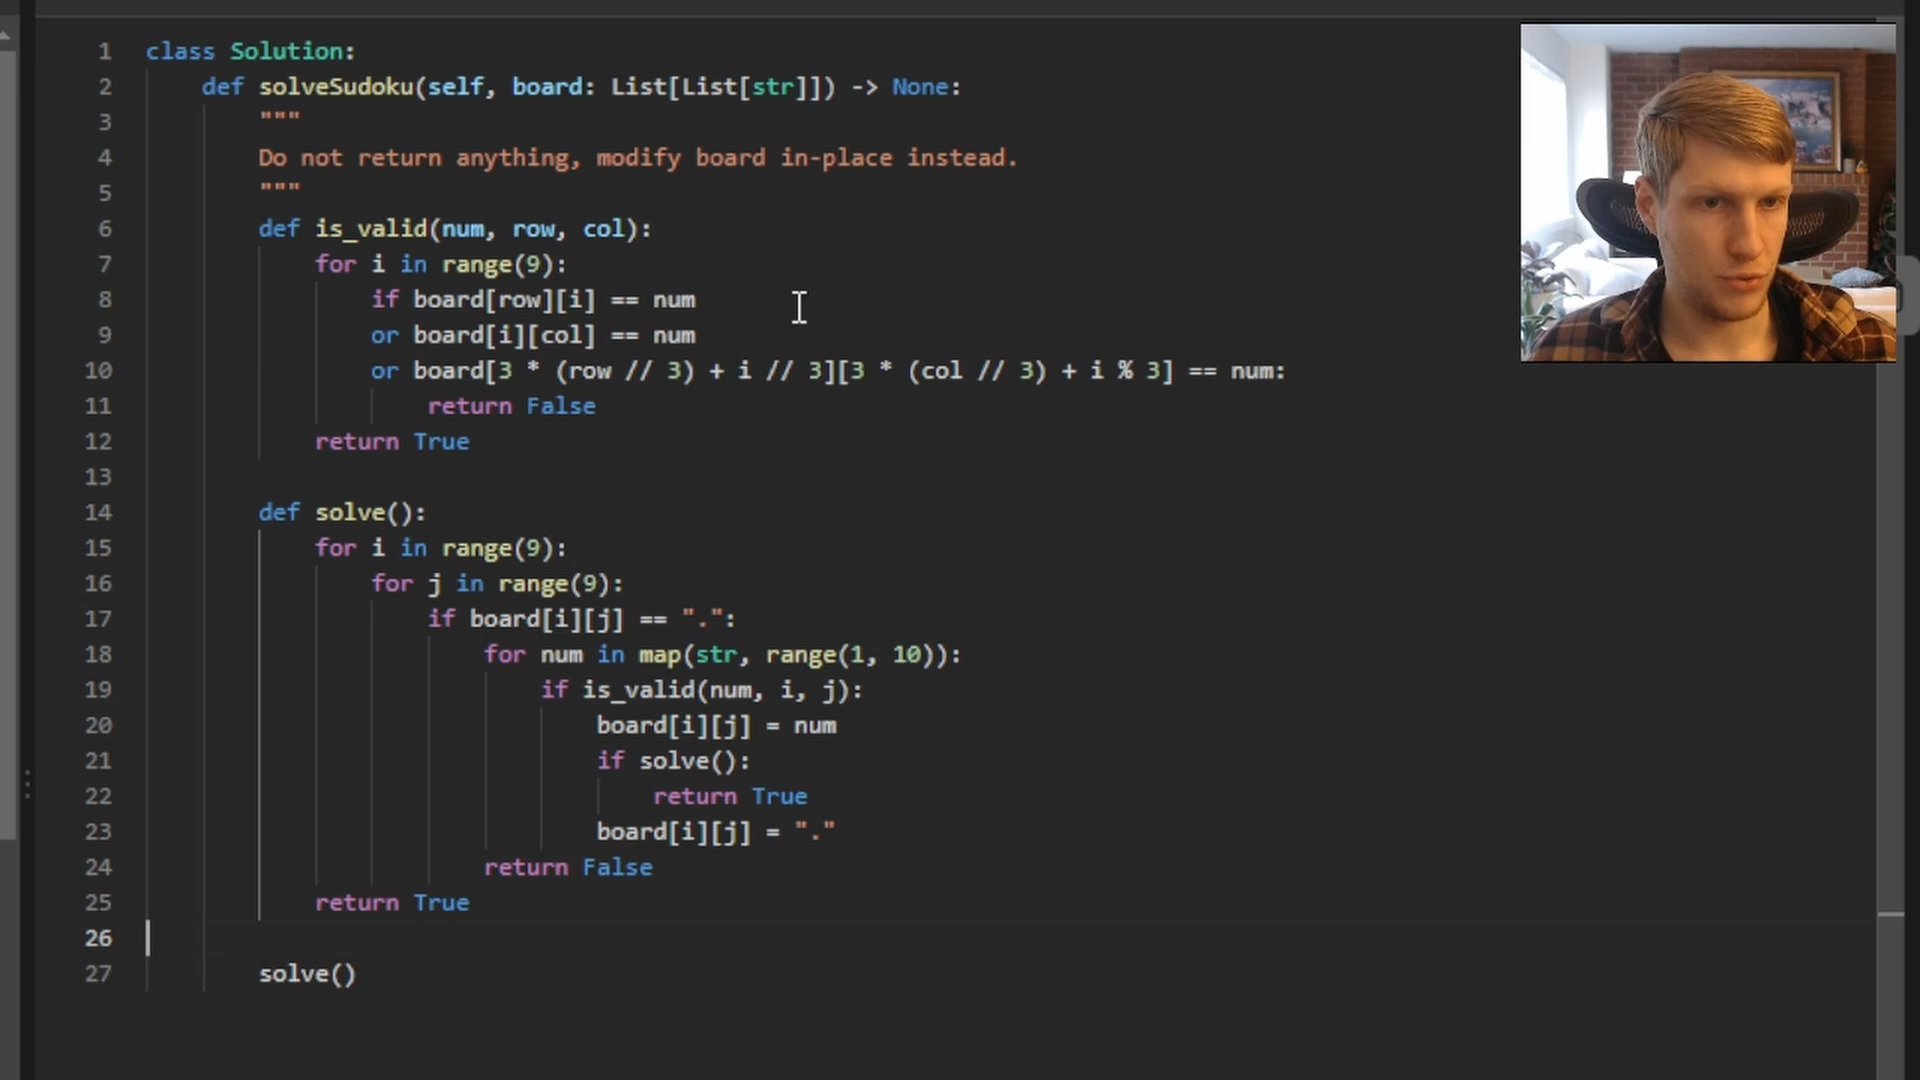 1 class Solution:
2 def solveSudoku(self, board: List[List[str]]) -> None:
3 """
4 Do not return anything, modify board in-place instead.
5 """
6 def is_valid(num, row, col):
7 for i in range(9):
8 if board[row][i] == num
9 or board[i][col] == num
10 or board[3 * (row // 3) + i // 3][3 * (col // 3) + i % 3] == num:
11 return False
12 return True
13
14 def solve():
15 for i in range(9):
16 for j in range(9):
17 if board[i][j] == ".":
18 for num in map(str, range(1, 10)):
19 if is_valid(num, i, j):
20 board[i][j] = num
21 if solve():
22 return True
23 board[i][j] = "."
24 return False
25 return True
26
27 solve()